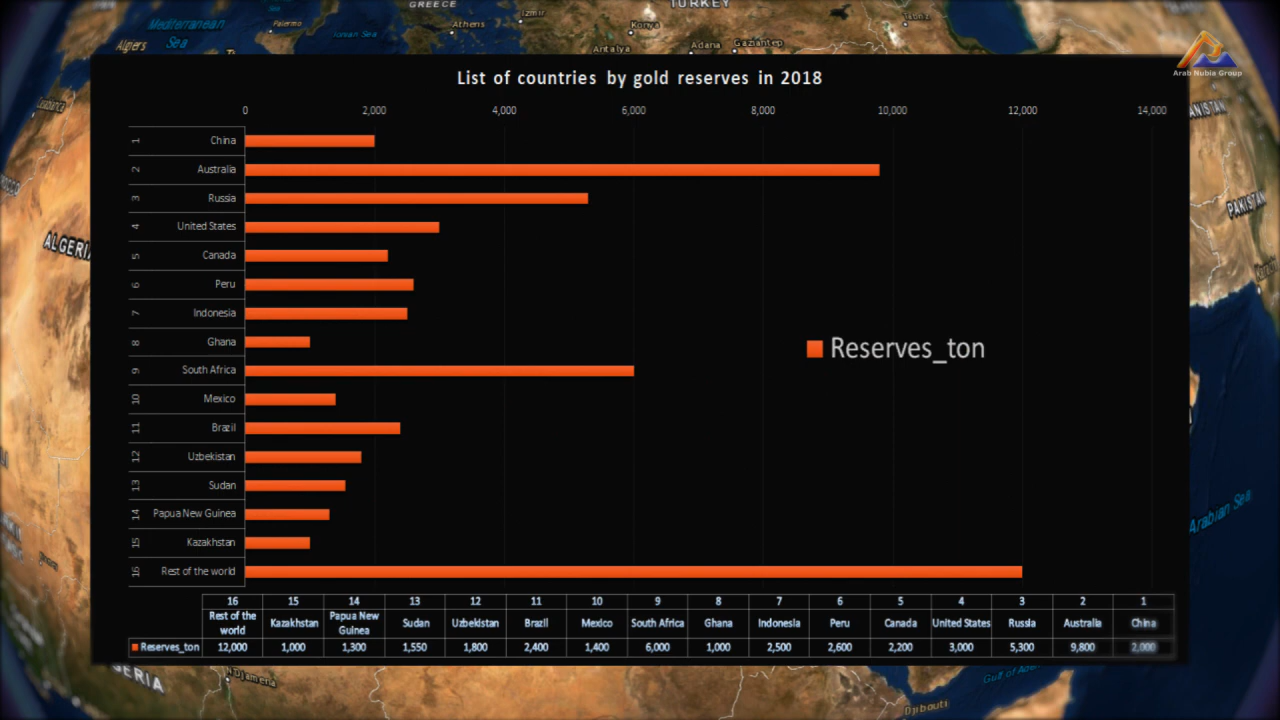 GREECE
TURKEY
Mediterranean
Sea
Palermo
Athens
Izmir
Konya
Ionian Sea
Algiers
Antalya
Adana
Gaziantep
Arab Nubia Group
List of countries by gold reserves in 2018
0 2,000 4,000 6,000 8,000 10,000 12,000 14,000
1 China
2 Australia
3 Russia
4 United States
5 Canada
6 Peru
7 Indonesia
8 Ghana
Reserves_ton
9 South Africa
10 Mexico
11 Brazil
12 Uzbekistan
13 Sudan
14 Papua New Guinea
15 Kazakhstan
16 Rest of the world
16 15 14 13 12 11 10 9 8 7 6 5 4 3 2 1
Rest of the world Kazakhstan Papua New Guinea Sudan Uzbekistan Brazil Mexico South Africa Ghana Indonesia Peru Canada United States Russia Australia China
Reserves_ton 12,000 1,000 1,300 1,550 1,800 2,400 1,400 6,000 1,000 2,500 2,600 2,200 3,000 5,300 9,800 2,000
ALGERI
ANISTAN
PAKISTAN
Arabian Sea
ERIA
Djamena
Gulf of
Djibouti